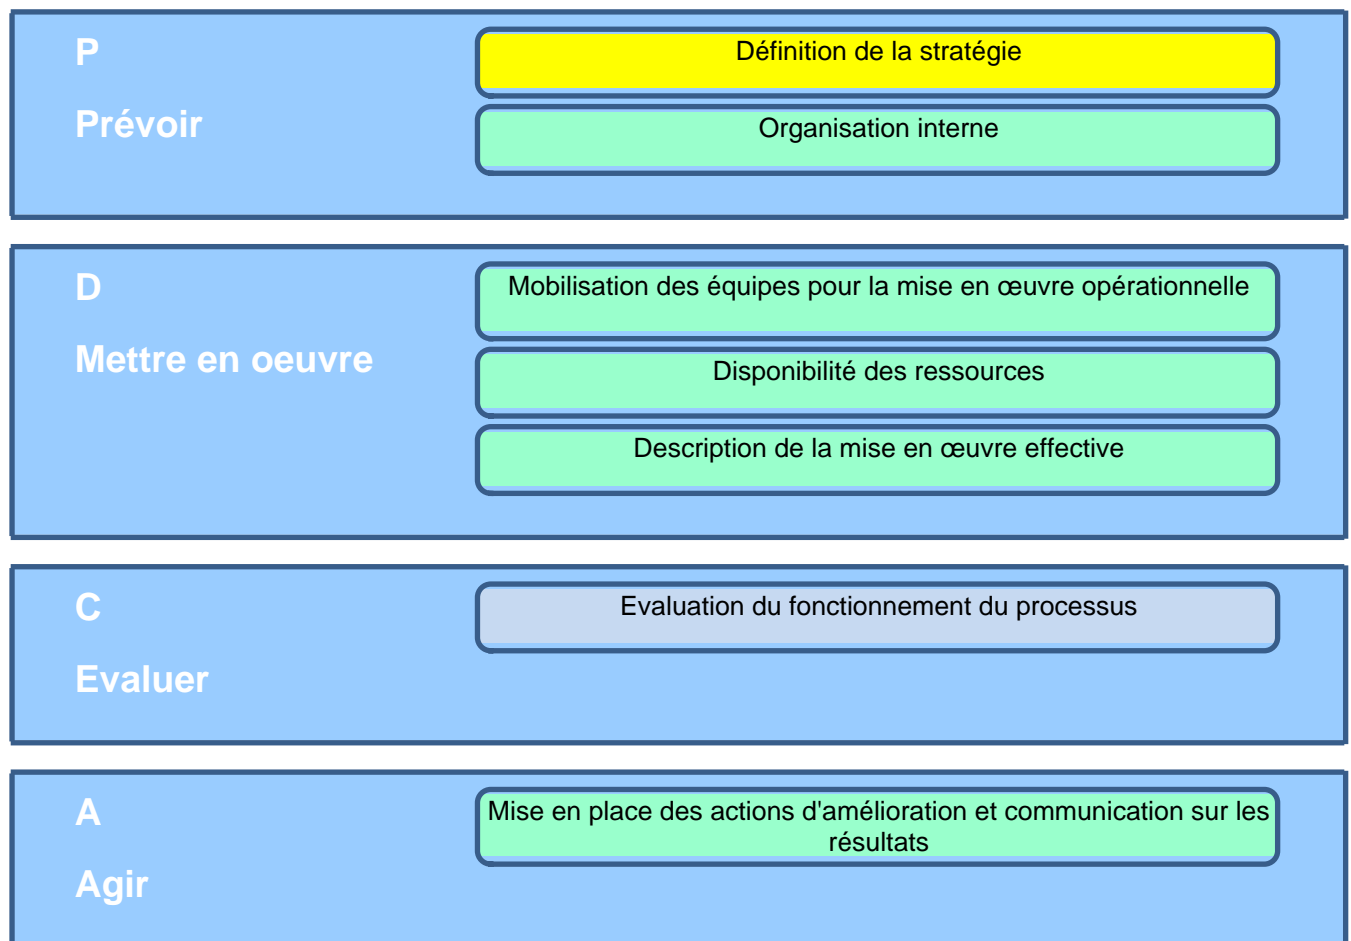 P
Prévoir
Définition de la stratégie
Organisation interne
D
Mettre en oeuvre
Mobilisation des équipes pour la mise en œuvre opérationnelle
Disponibilité des ressources
Description de la mise en œuvre effective
C
Evaluer
Evaluation du fonctionnement du processus
A
Agir
Mise en place des actions d'amélioration et communication sur les
résultats